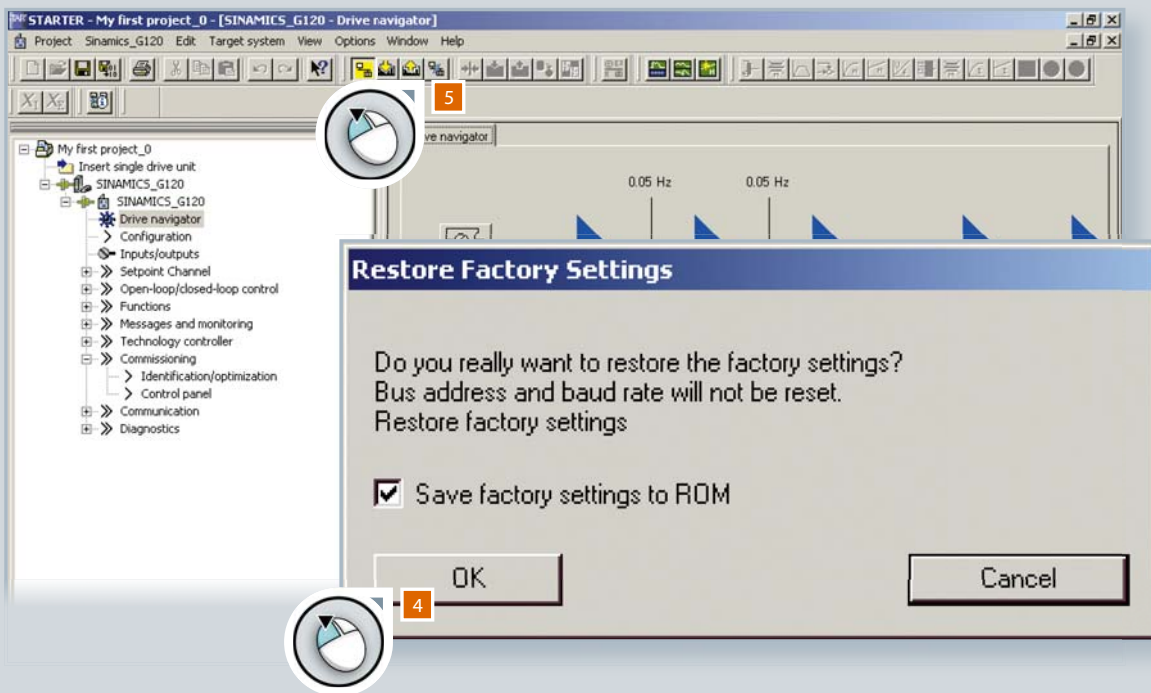 STARTER - My first project_0 - [SINAMICS_G120 - Drive navigator]
Project Sinamics_G120 Edit Target system View Options Window Help
5
ve navigator
My first project_0
Insert single drive unit
SINAMICS_G120
SINAMICS_G120
Drive navigator
Configuration
Inputs/outputs
Setpoint Channel
Open-loop/closed-loop control
Functions
Messages and monitoring
Technology controller
Commissioning
Identification/optimization
Control panel
Communication
Diagnostics
0.05 Hz 0.05 Hz
Restore Factory Settings
Do you really want to restore the factory settings?
Bus address and baud rate will not be reset.
Restore factory settings
Save factory settings to ROM
OK Cancel
4